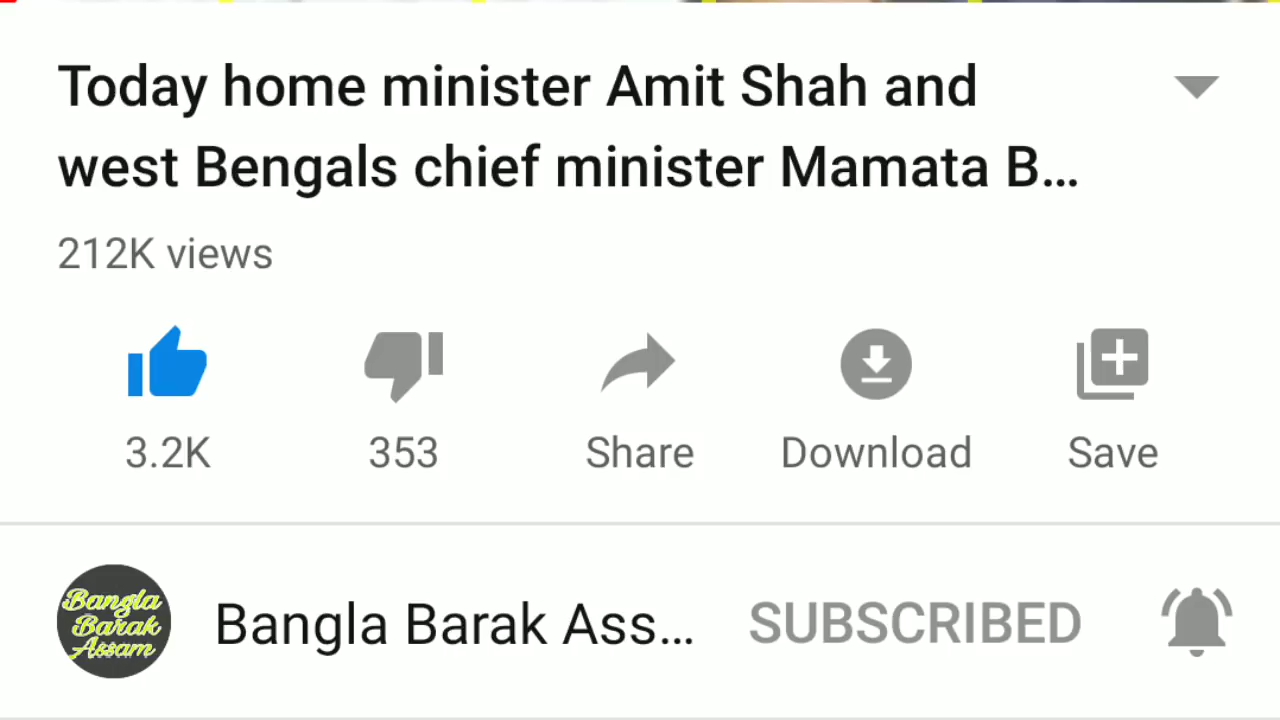 Today home minister Amit Shah and
west Bengals chief minister Mamata B...
212K views
3.2K
353
Share
Download
Save
Bangla
Barak
Assam
Bangla Barak Ass...
SUBSCRIBED